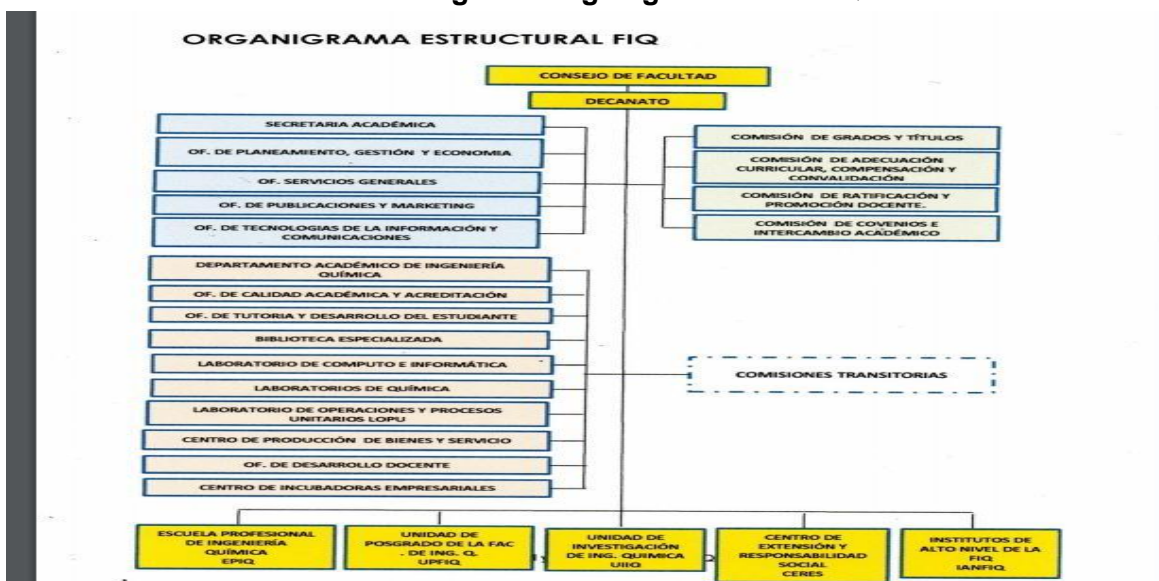 ORGANIGRAMA ESTRUCTURAL FIQ
CONSEJO DE FACULTAD
DECANATO
SECRETARIA ACADÉMICA
OF. DE PLANEAMIENTO, GESTIÓN Y ECONOMIA
OF. SERVICIOS GENERALES
OF. DE PUBLICACIONES Y MARKETING
OF. DE TECNOLOGIAS DE LA INFORMACIÓN Y
COMUNICACIONES
COMISIÓN DE GRADOS Y TÍTULOS
COMISIÓN DE ADECUACIÓN
CURRICULAR, COMPENSACIÓN Y
CONVALIDACIÓN
COMISIÓN DE RATIFICACIÓN Y
PROMOCIÓN DOCENTE.
COMISIÓN DE COVENIOS E
INTERCAMBIO ACADÉMICO
DEPARTAMENTO ACADÉMICO DE INGENIERÍA
QUÍMICA
OF. DE CALIDAD ACADÉMICA Y ACREDITACIÓN
OF. DE TUTORIA Y DESARROLLO DEL ESTUDIANTE
BIBLIOTECA ESPECIALIZADA
LABORATORIO DE COMPUTO E INFORMÁTICA
LABORATORIOS DE QUÍMICA
LABORATORIO DE OPERACIONES Y PROCESOS
UNITARIOS LOPU
CENTRO DE PRODUCCIÓN DE BIENES Y SERVICIO
OF. DE DESARROLLO DOCENTE
CENTRO DE INCUBADORAS EMPRESARIALES
COMISIONES TRANSITORIAS
ESCUELA PROFESIONAL
DE INGENIERÍA
QUÍMICA
EPIQ
UNIDAD DE
POSGRADO DE LA FAC
. DE ING. Q.
UPFIQ
UNIDAD DE
INVESTIGACIÓN
DE ING. QUIMICA
UIIQ
CENTRO DE
EXTENSIÓN Y
RESPONSABILIDAD
SOCIAL
CERES
INSTITUTOS DE
ALTO NIVEL DE LA
FIQ
IANFIQ